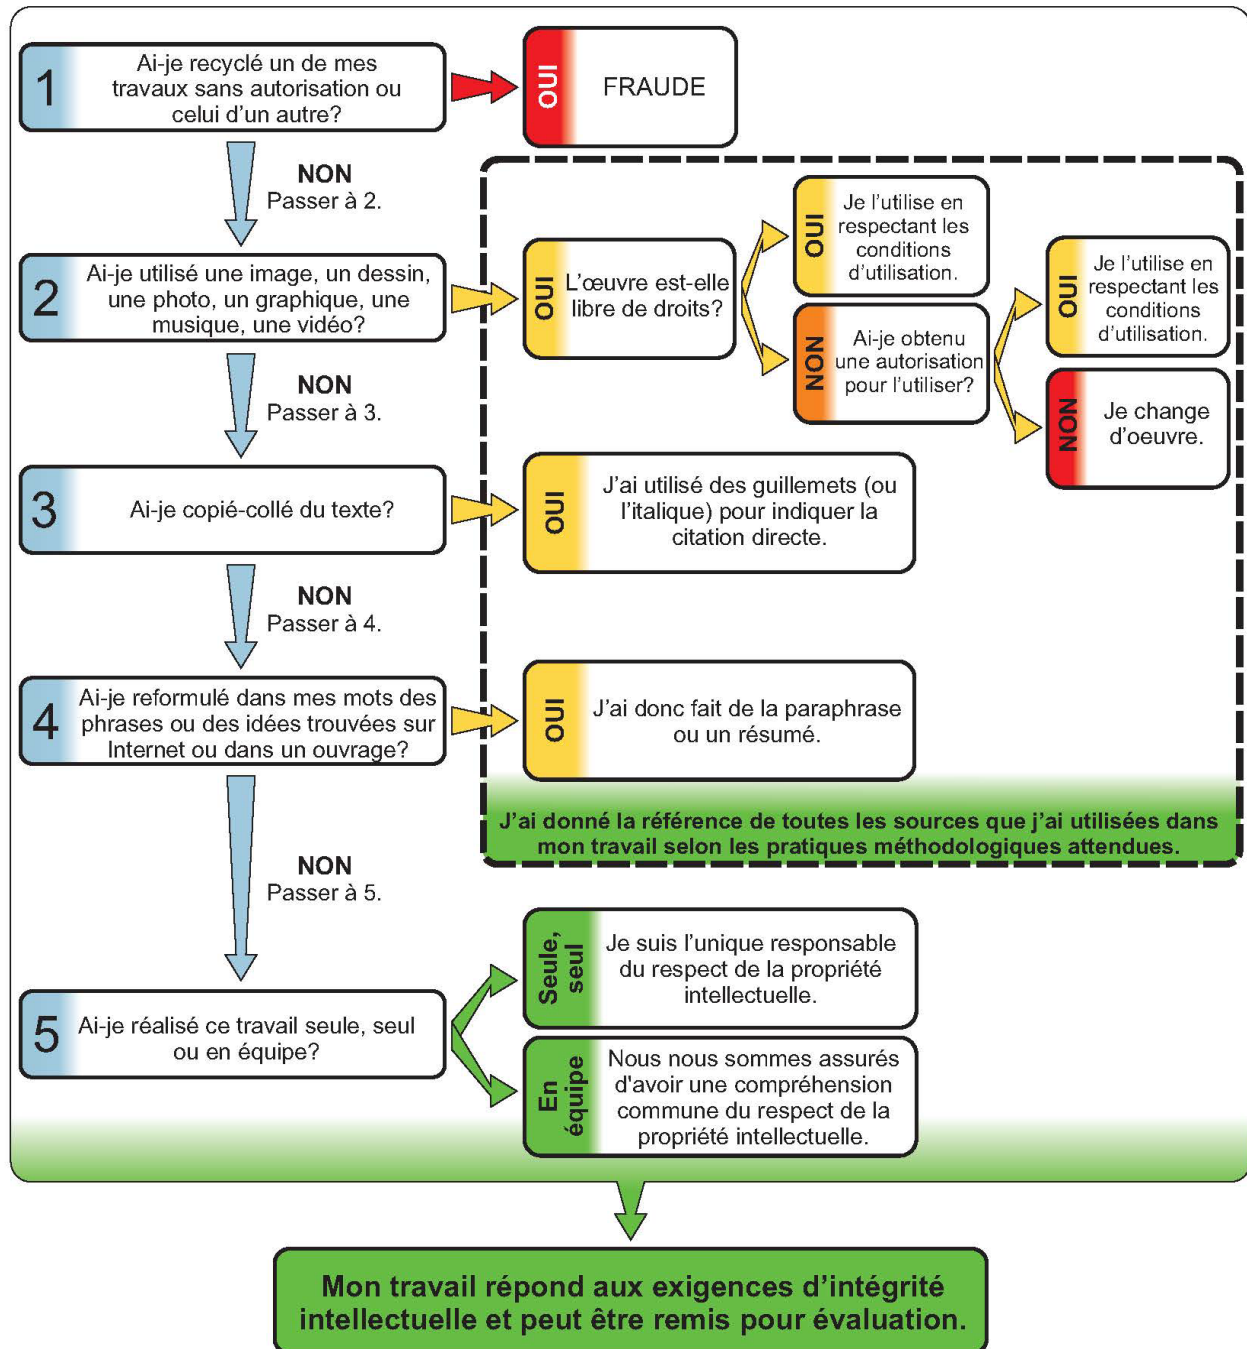 1
Ai-je recyclé un de mes
travaux sans autorisation ou
celui d'un autre?
OUI
FRAUDE
NON
Passer à 2.
2
Ai-je utilisé une image, un dessin,
une photo, un graphique, une
musique, une vidéo?
OUI
L'œuvre est-elle
libre de droits?
OUI
Je l'utilise en
respectant les
conditions
d'utilisation.
NON
Ai-je obtenu
une autorisation
pour l'utiliser?
OUI
Je l'utilise en
respectant les
conditions
d'utilisation.
NON
Je change
d'oeuvre.
NON
Passer à 3.
3
Ai-je copié-collé du texte?
OUI
J'ai utilisé des guillemets (ou
l'italique) pour indiquer la
citation directe.
NON
Passer à 4.
4
Ai-je reformulé dans mes mots des
phrases ou des idées trouvées sur
Internet ou dans un ouvrage?
OUI
J'ai donc fait de la paraphrase
ou un résumé.
J'ai donné la référence de toutes les sources que j'ai utilisées dans
mon travail selon les pratiques méthodologiques attendues.
NON
Passer à 5.
5
Ai-je réalisé ce travail seule, seul
ou en équipe?
Seule,
seul
Je suis l'unique responsable
du respect de la propriété
intellectuelle.
En
équipe
Nous nous sommes assurés
d'avoir une compréhension
commune du respect de la
propriété intellectuelle.
Mon travail répond aux exigences d'intégrité
intellectuelle et peut être remis pour évaluation.